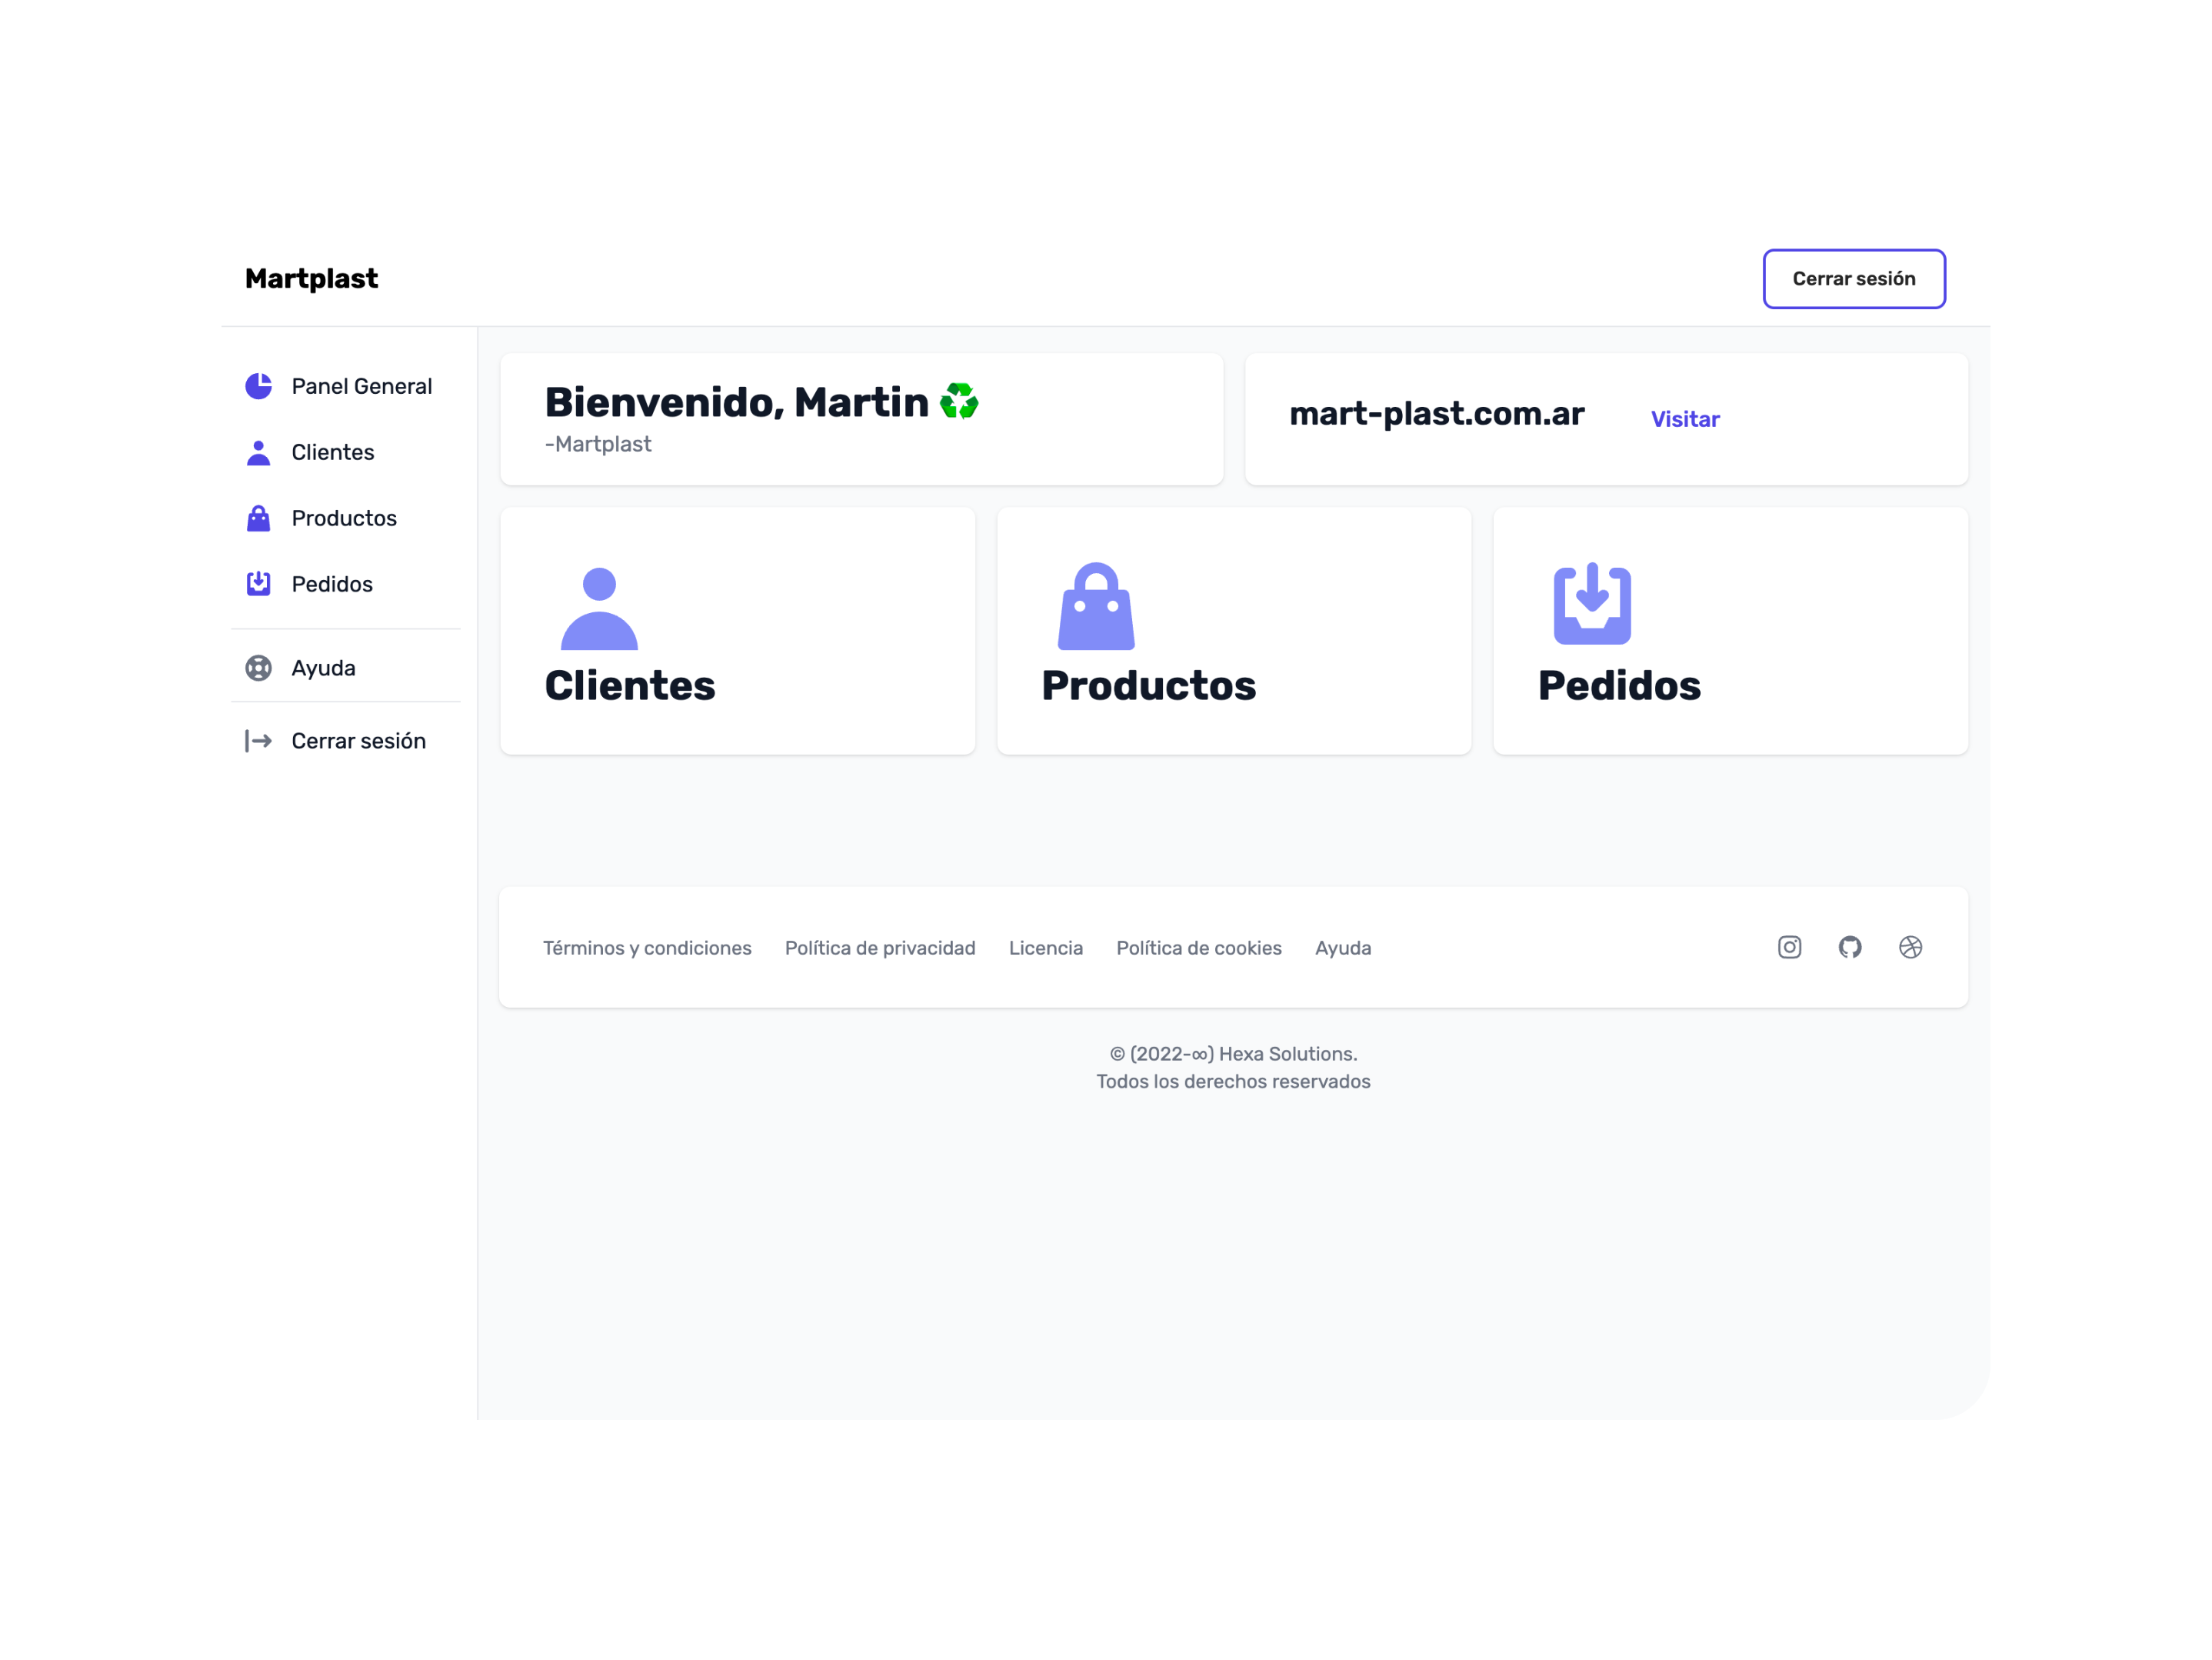 Martplast
Cerrar sesión
Panel General
Clientes
Productos
Pedidos
Ayuda
Cerrar sesión
Bienvenido, Martin ♻️
-Martplast
mart-plast.com.ar
Visitar
Clientes
Productos
Pedidos
Términos y condiciones
Política de privacidad
Licencia
Política de cookies
Ayuda
© (2022-∞) Hexa Solutions.
Todos los derechos reservados